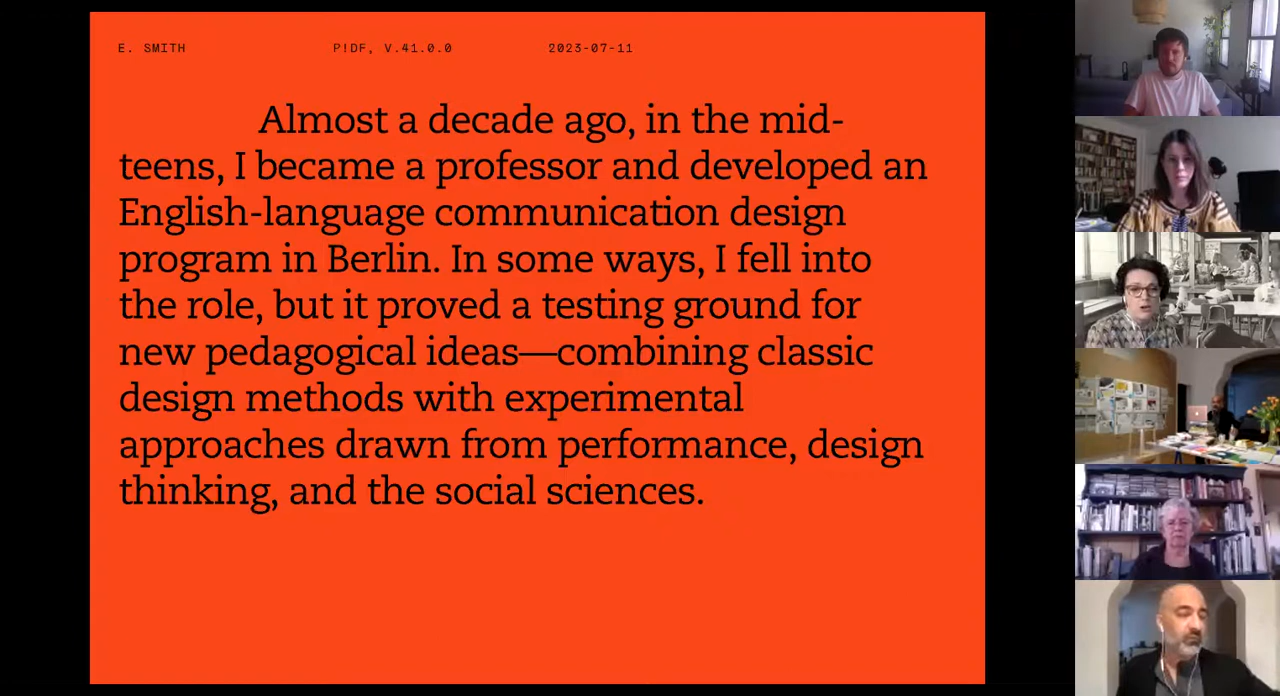 E. SMITH P!DF, V.41.0.0 2023-07-11
Almost a decade ago, in the mid-
teens, I became a professor and developed an
English-language communication design
program in Berlin. In some ways, I fell into
the role, but it proved a testing ground for
new pedagogical ideas—combining classic
design methods with experimental
approaches drawn from performance, design
thinking, and the social sciences.